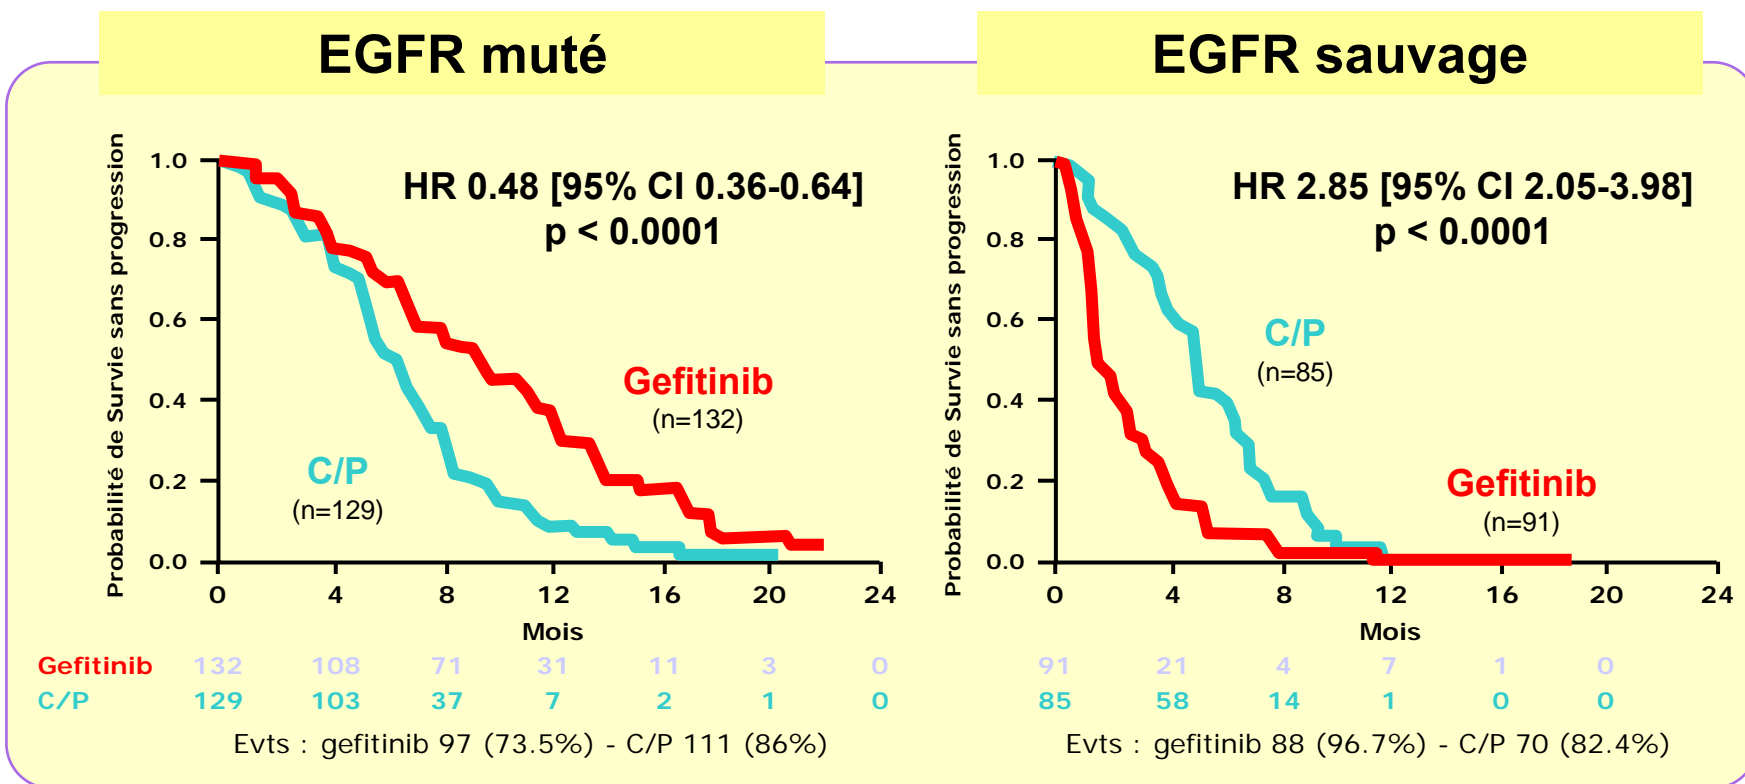 EGFR muté
EGFR sauvage
Probabilité de Survie sans progression
1.0
0.8
0.6
0.4
0.2
0.0
HR 0.48 [95% CI 0.36-0.64]
p < 0.0001
Gefitinib
(n=132)
C/P
(n=129)
0 4 8 12 16 20 24
Mois
Probabilité de Survie sans progression
1.0
0.8
0.6
0.4
0.2
0.0
HR 2.85 [95% CI 2.05-3.98]
p < 0.0001
C/P
(n=85)
Gefitinib
(n=91)
0 4 8 12 16 20 24
Mois
Gefitinib 132 108 71 31 11 3 0 91 21 4 7 1 0
C/P 129 103 37 7 2 1 0 85 58 14 1 0 0
Evts : gefitinib 97 (73.5%) - C/P 111 (86%)
Evts : gefitinib 88 (96.7%) - C/P 70 (82.4%)